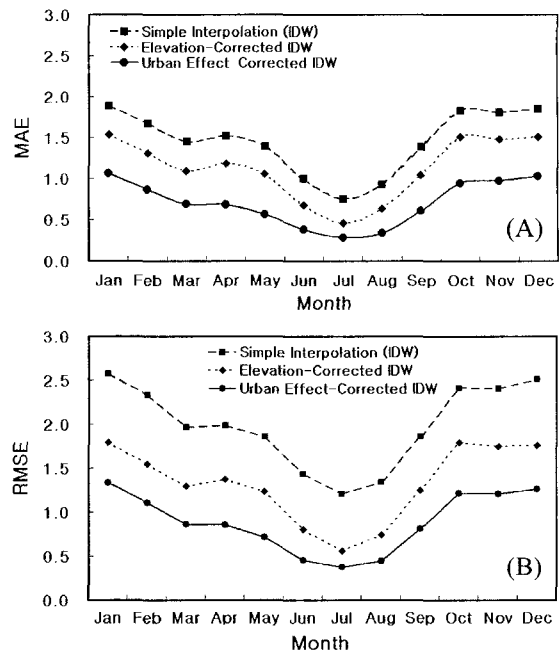 3.0
Simple Interpolation (IDW)
Elevation-Corrected IDW
Urban Effect-Corrected IDW
2.5
2.0
1.5
1.0
0.5
0.0
MAE
(A)
Jan Feb Mar Apr May Jun Jul Aug Sep Oct Nov Dec
Month
3.0
Simple Interpolation (IDW)
Elevation-Corrected IDW
Urban Effect-Corrected IDW
2.5
2.0
1.5
1.0
0.5
0.0
RMSE
(B)
Jan Feb Mar Apr May Jun Jul Aug Sep Oct Nov Dec
Month